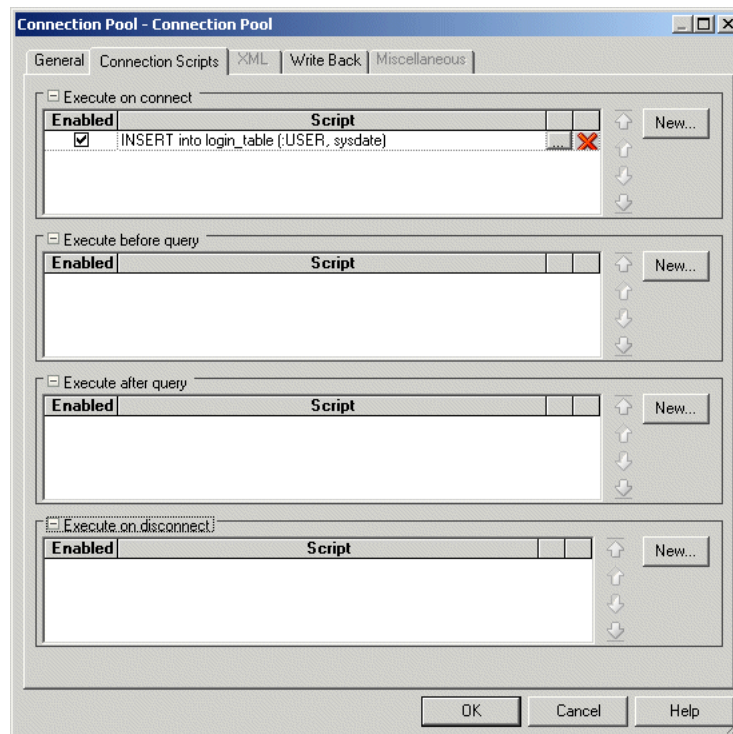 Connection Pool - Connection Pool
General Connection Scripts XML Write Back Miscellaneous
Execute on connect
Enabled Script
INSERT into login_table (:USER, sysdate) ...
New...
Execute before query
Enabled Script
New...
Execute after query
Enabled Script
New...
Execute on disconnect
Enabled Script
New...
OK Cancel Help